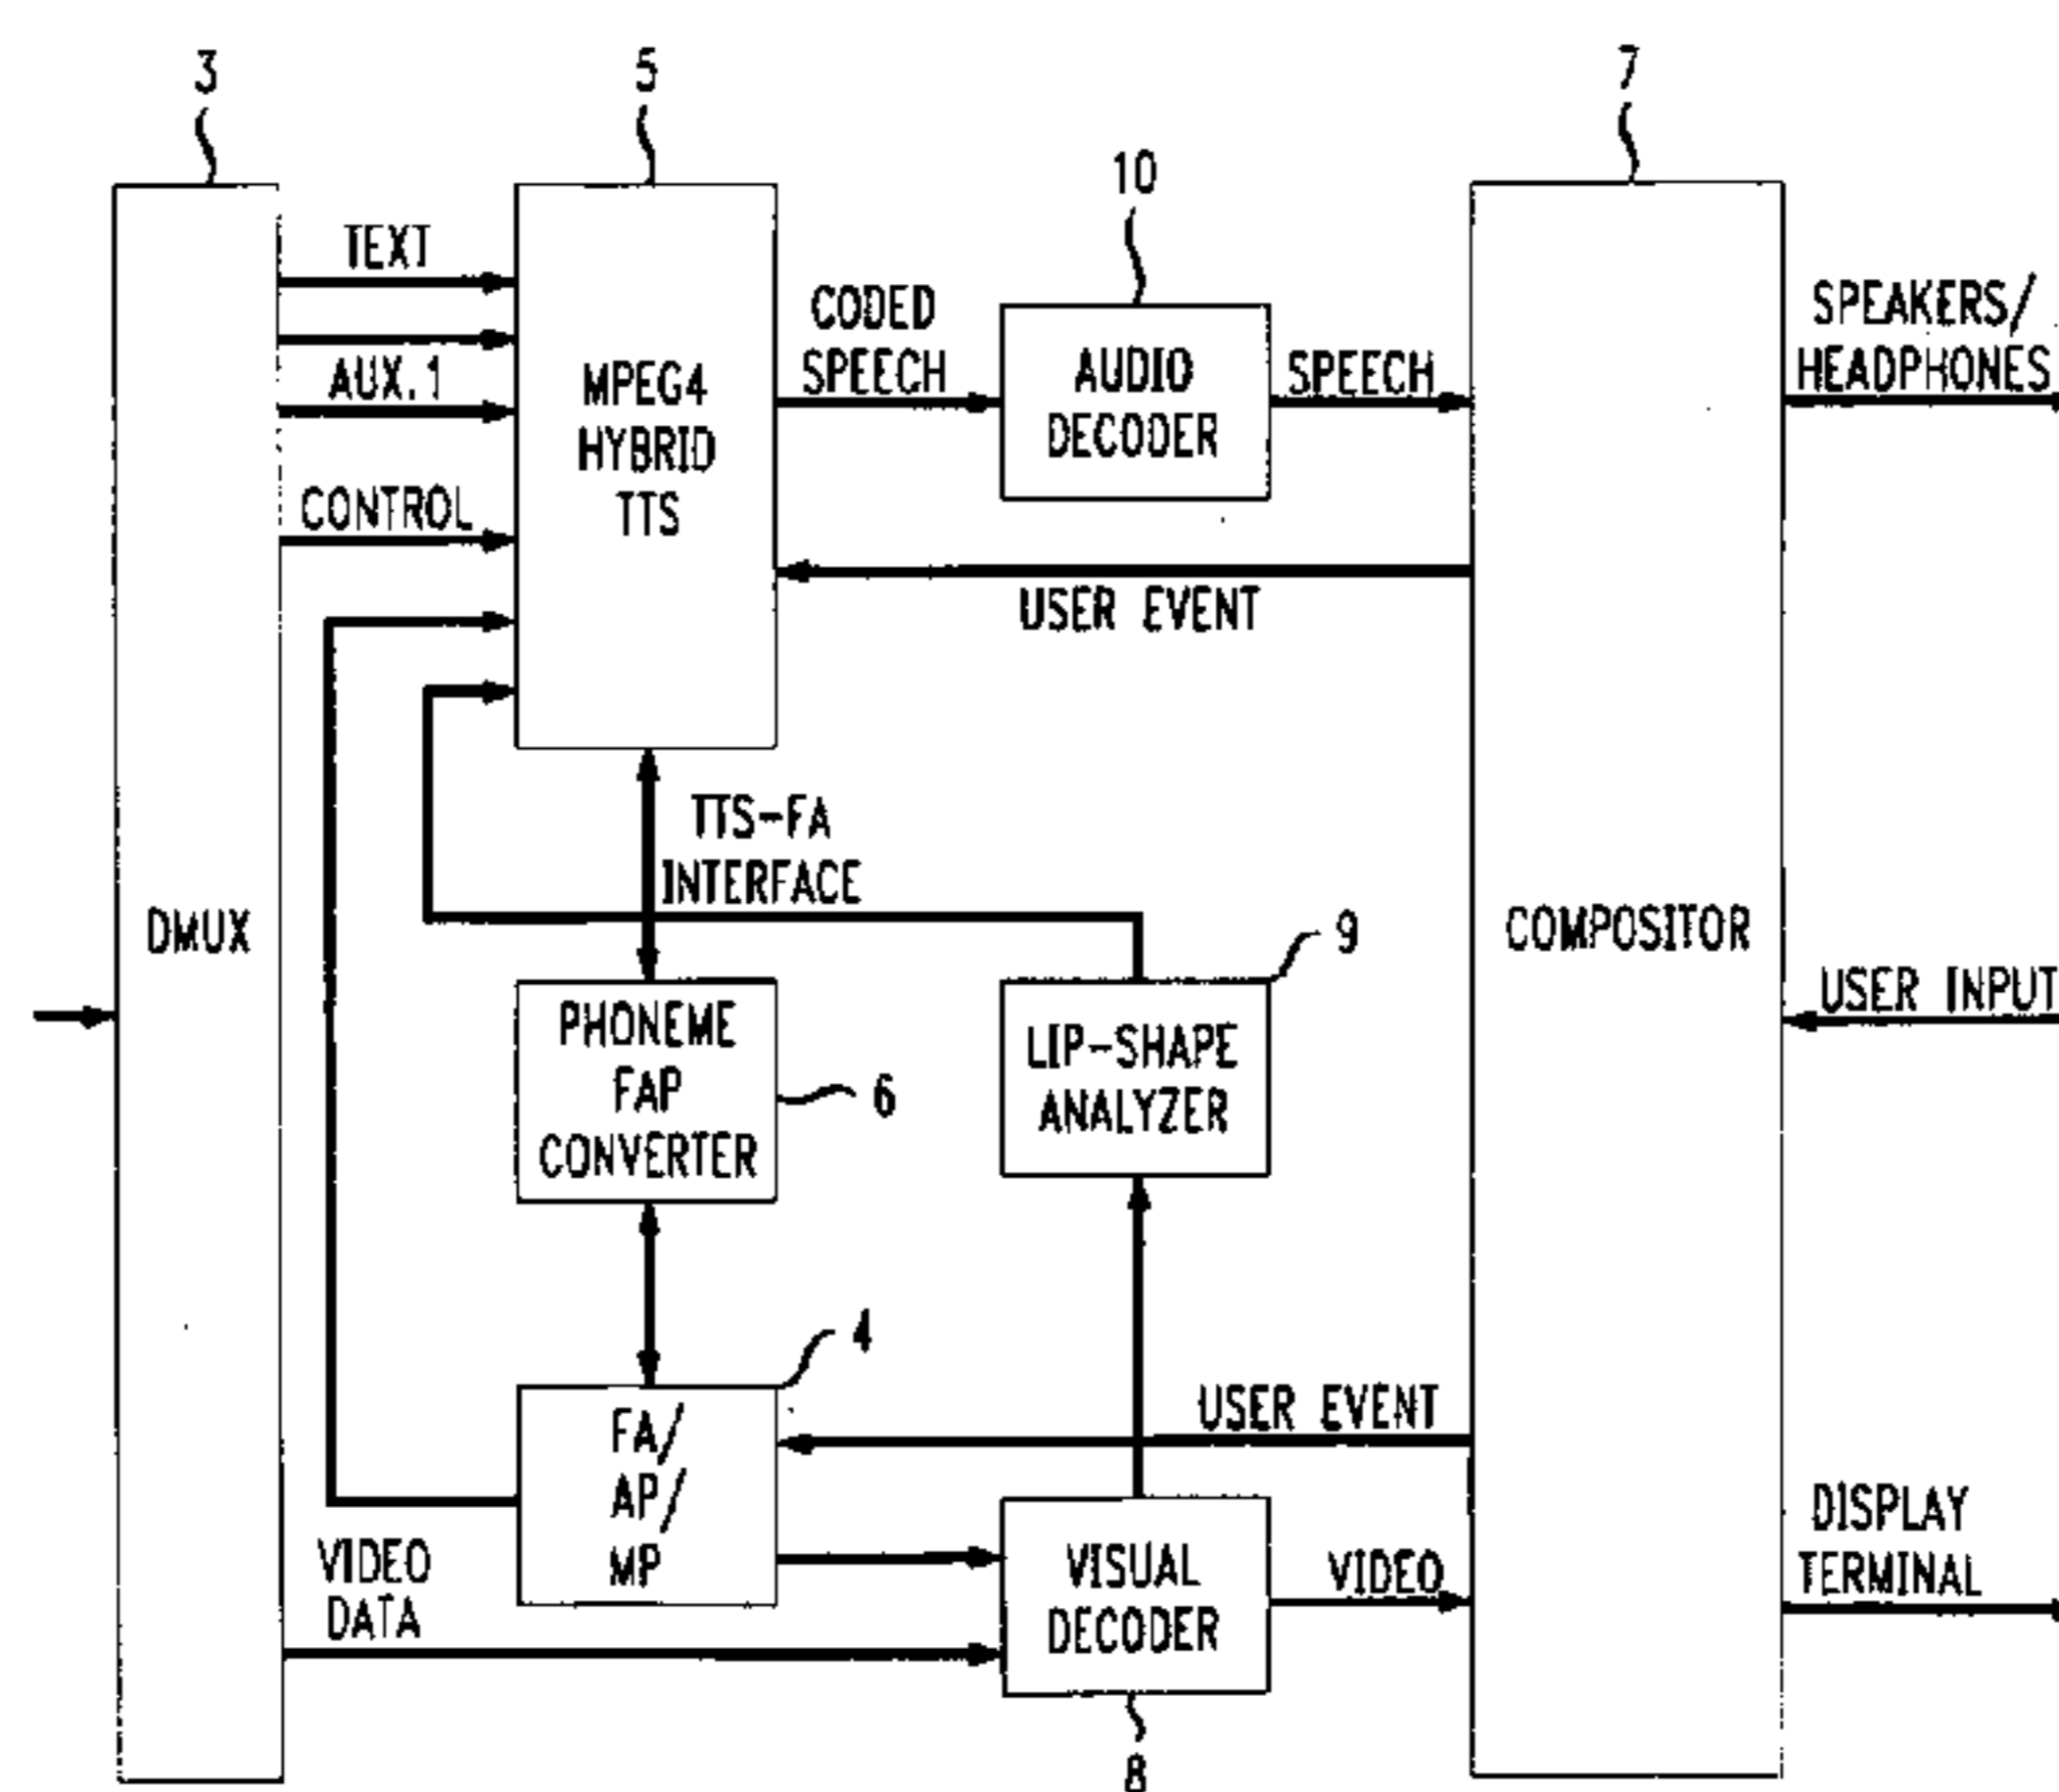 3
5
7
10
TEXT
AUX.1
CONTROL
MPEG4
HYBRID
TTS
CODED
SPEECH
AUDIO
DECODER
SPEECH
SPEAKERS/
HEADPHONES
USER EVENT
TTS-FA
INTERFACE
DMUX
COMPOSITOR
9
USER INPUT
PHONEME
FAP
CONVERTER
6
LIP-SHAPE
ANALYZER
4
FA/
AP/
MP
USER EVENT
VIDEO
DATA
VISUAL
DECODER
VIDEO
DISPLAY
TERMINAL
8